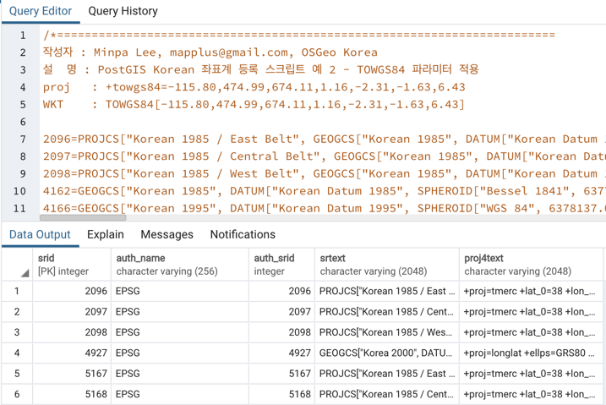 Query Editor Query History
1 /*========================================================================
2 작성자 : Minpa Lee, mapplus@gmail.com, OSGeo Korea
3 설 명 : PostGIS Korean 좌표계 등록 스크립트 예 2 - TOWGS84 파라미터 적용
4 proj : +towgs84=-115.80,474.99,674.11,1.16,-2.31,-1.63,6.43
5 WKT : TOWGS84[-115.80,474.99,674.11,1.16,-2.31,-1.63,6.43]
6
7 2096=PROJCS["Korean 1985 / East Belt", GEOGCS["Korean 1985", DATUM["Korean Datum
8 2097=PROJCS["Korean 1985 / Central Belt", GEOGCS["Korean 1985", DATUM["Korean Dat
9 2098=PROJCS["Korean 1985 / West Belt", GEOGCS["Korean 1985", DATUM["Korean Datum
10 4162=GEOGCS["Korean 1985", DATUM["Korean Datum 1985", SPHEROID["Bessel 1841", 637
11 4166=GEOGCS["Korean 1995", DATUM["Korean Datum 1995", SPHEROID["WGS 84", 6378137.
Data Output Explain Messages Notifications
srid auth_name auth_srid srtext proj4text
[PK] integer character varying (256) integer character varying (2048) character varying (2048)
1 2096 EPSG 2096 PROJCS["Korean 1985 / East ... +proj=tmerc +lat_0=38 +lon_...
2 2097 EPSG 2097 PROJCS["Korean 1985 / Cent... +proj=tmerc +lat_0=38 +lon_...
3 2098 EPSG 2098 PROJCS["Korean 1985 / Wes... +proj=tmerc +lat_0=38 +lon_...
4 4927 EPSG 4927 GEOGCS["Korea 2000", DATU... +proj=longlat +ellps=GRS80 ...
5 5167 EPSG 5167 PROJCS["Korean 1985 / East ... +proj=tmerc +lat_0=38 +lon_...
6 5168 EPSG 5168 PROJCS["Korean 1985 / Cent... +proj=tmerc +lat_0=38 +lon_...